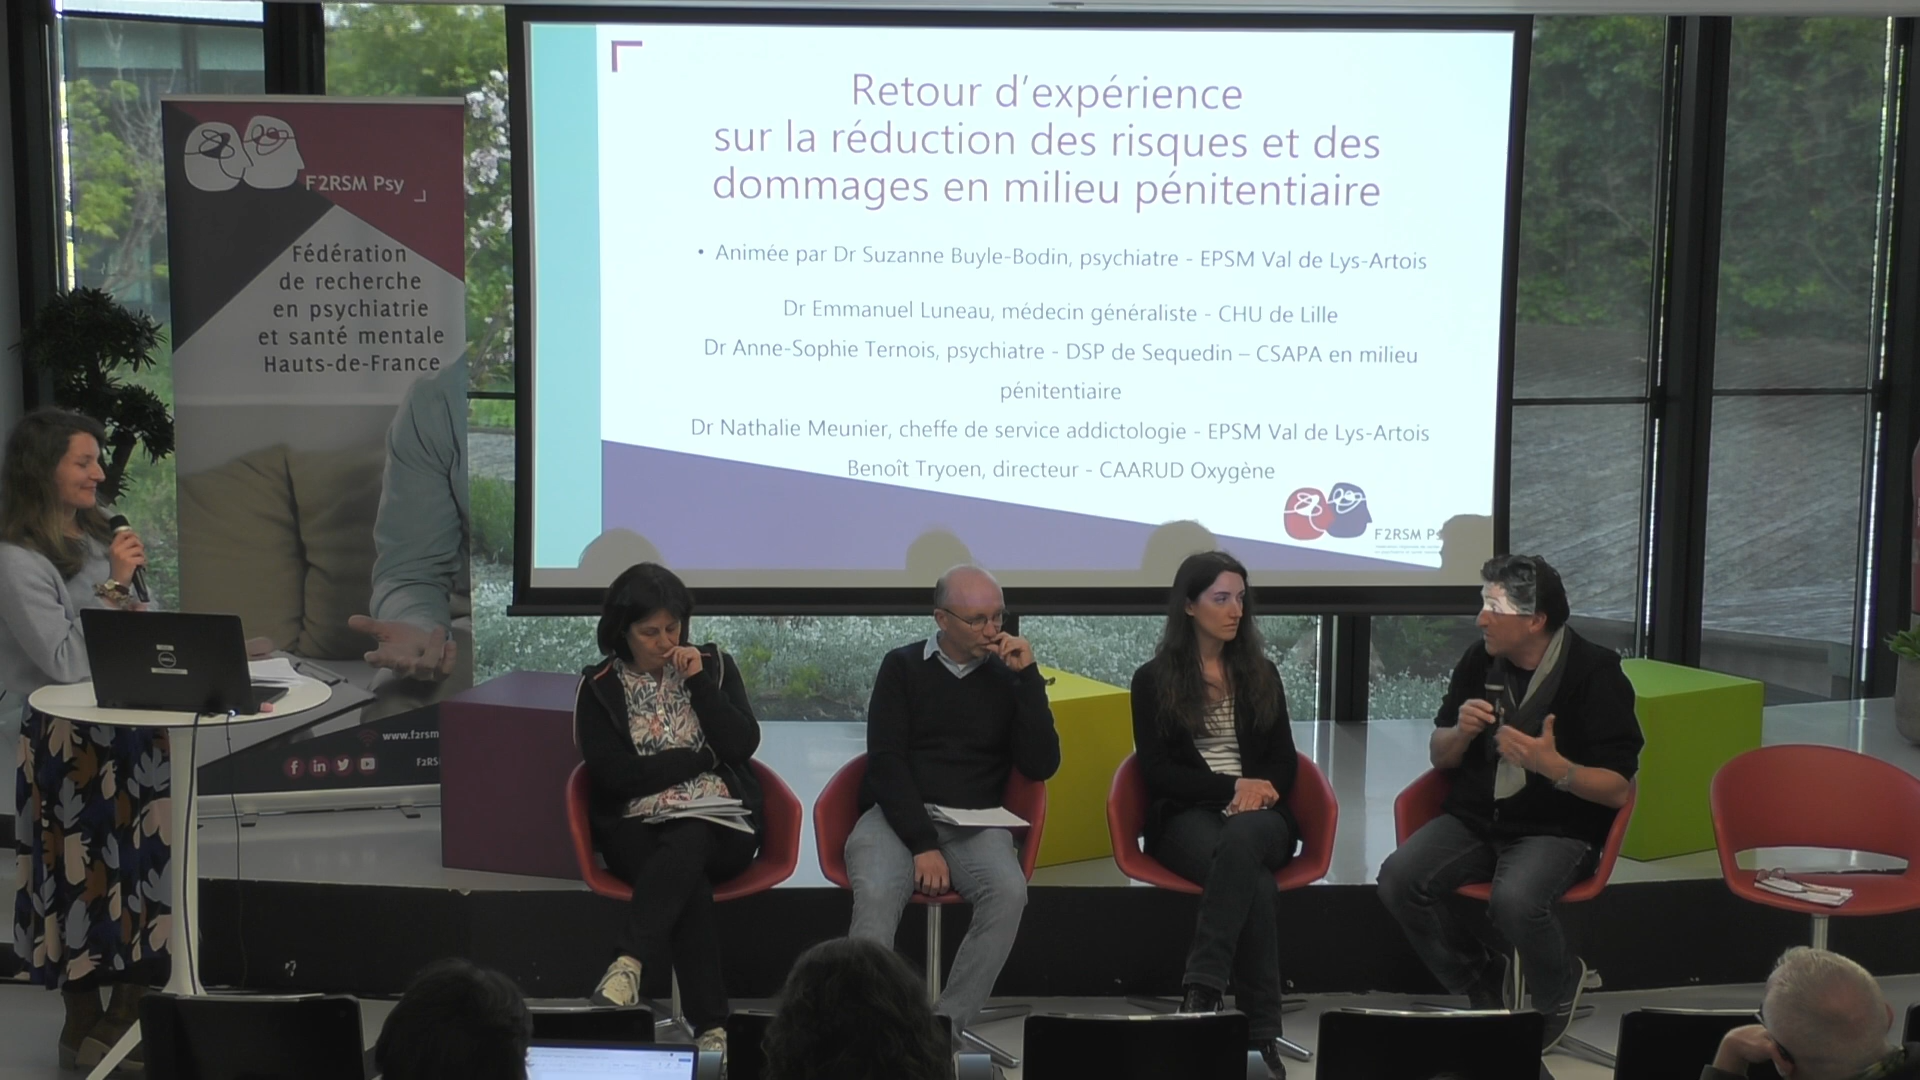 F2RSM Psy
Fédération
de recherche
en psychiatrie
et santé mentale
Hauts-de-France
www.f2rsm
F2RS
DELL
Retour d'expérience
sur la réduction des risques et des
dommages en milieu pénitentiaire
• Animée par Dr Suzanne Buyle-Bodin, psychiatre - EPSM Val de Lys-Artois
Dr Emmanuel Luneau, médecin généraliste - CHU de Lille
Dr Anne-Sophie Ternois, psychiatre - DSP de Sequedin – CSAPA en milieu
pénitentiaire
Dr Nathalie Meunier, cheffe de service addictologie - EPSM Val de Lys-Artois
Benoît Tryoen, directeur - CAARUD Oxygène
F2RSM Ps